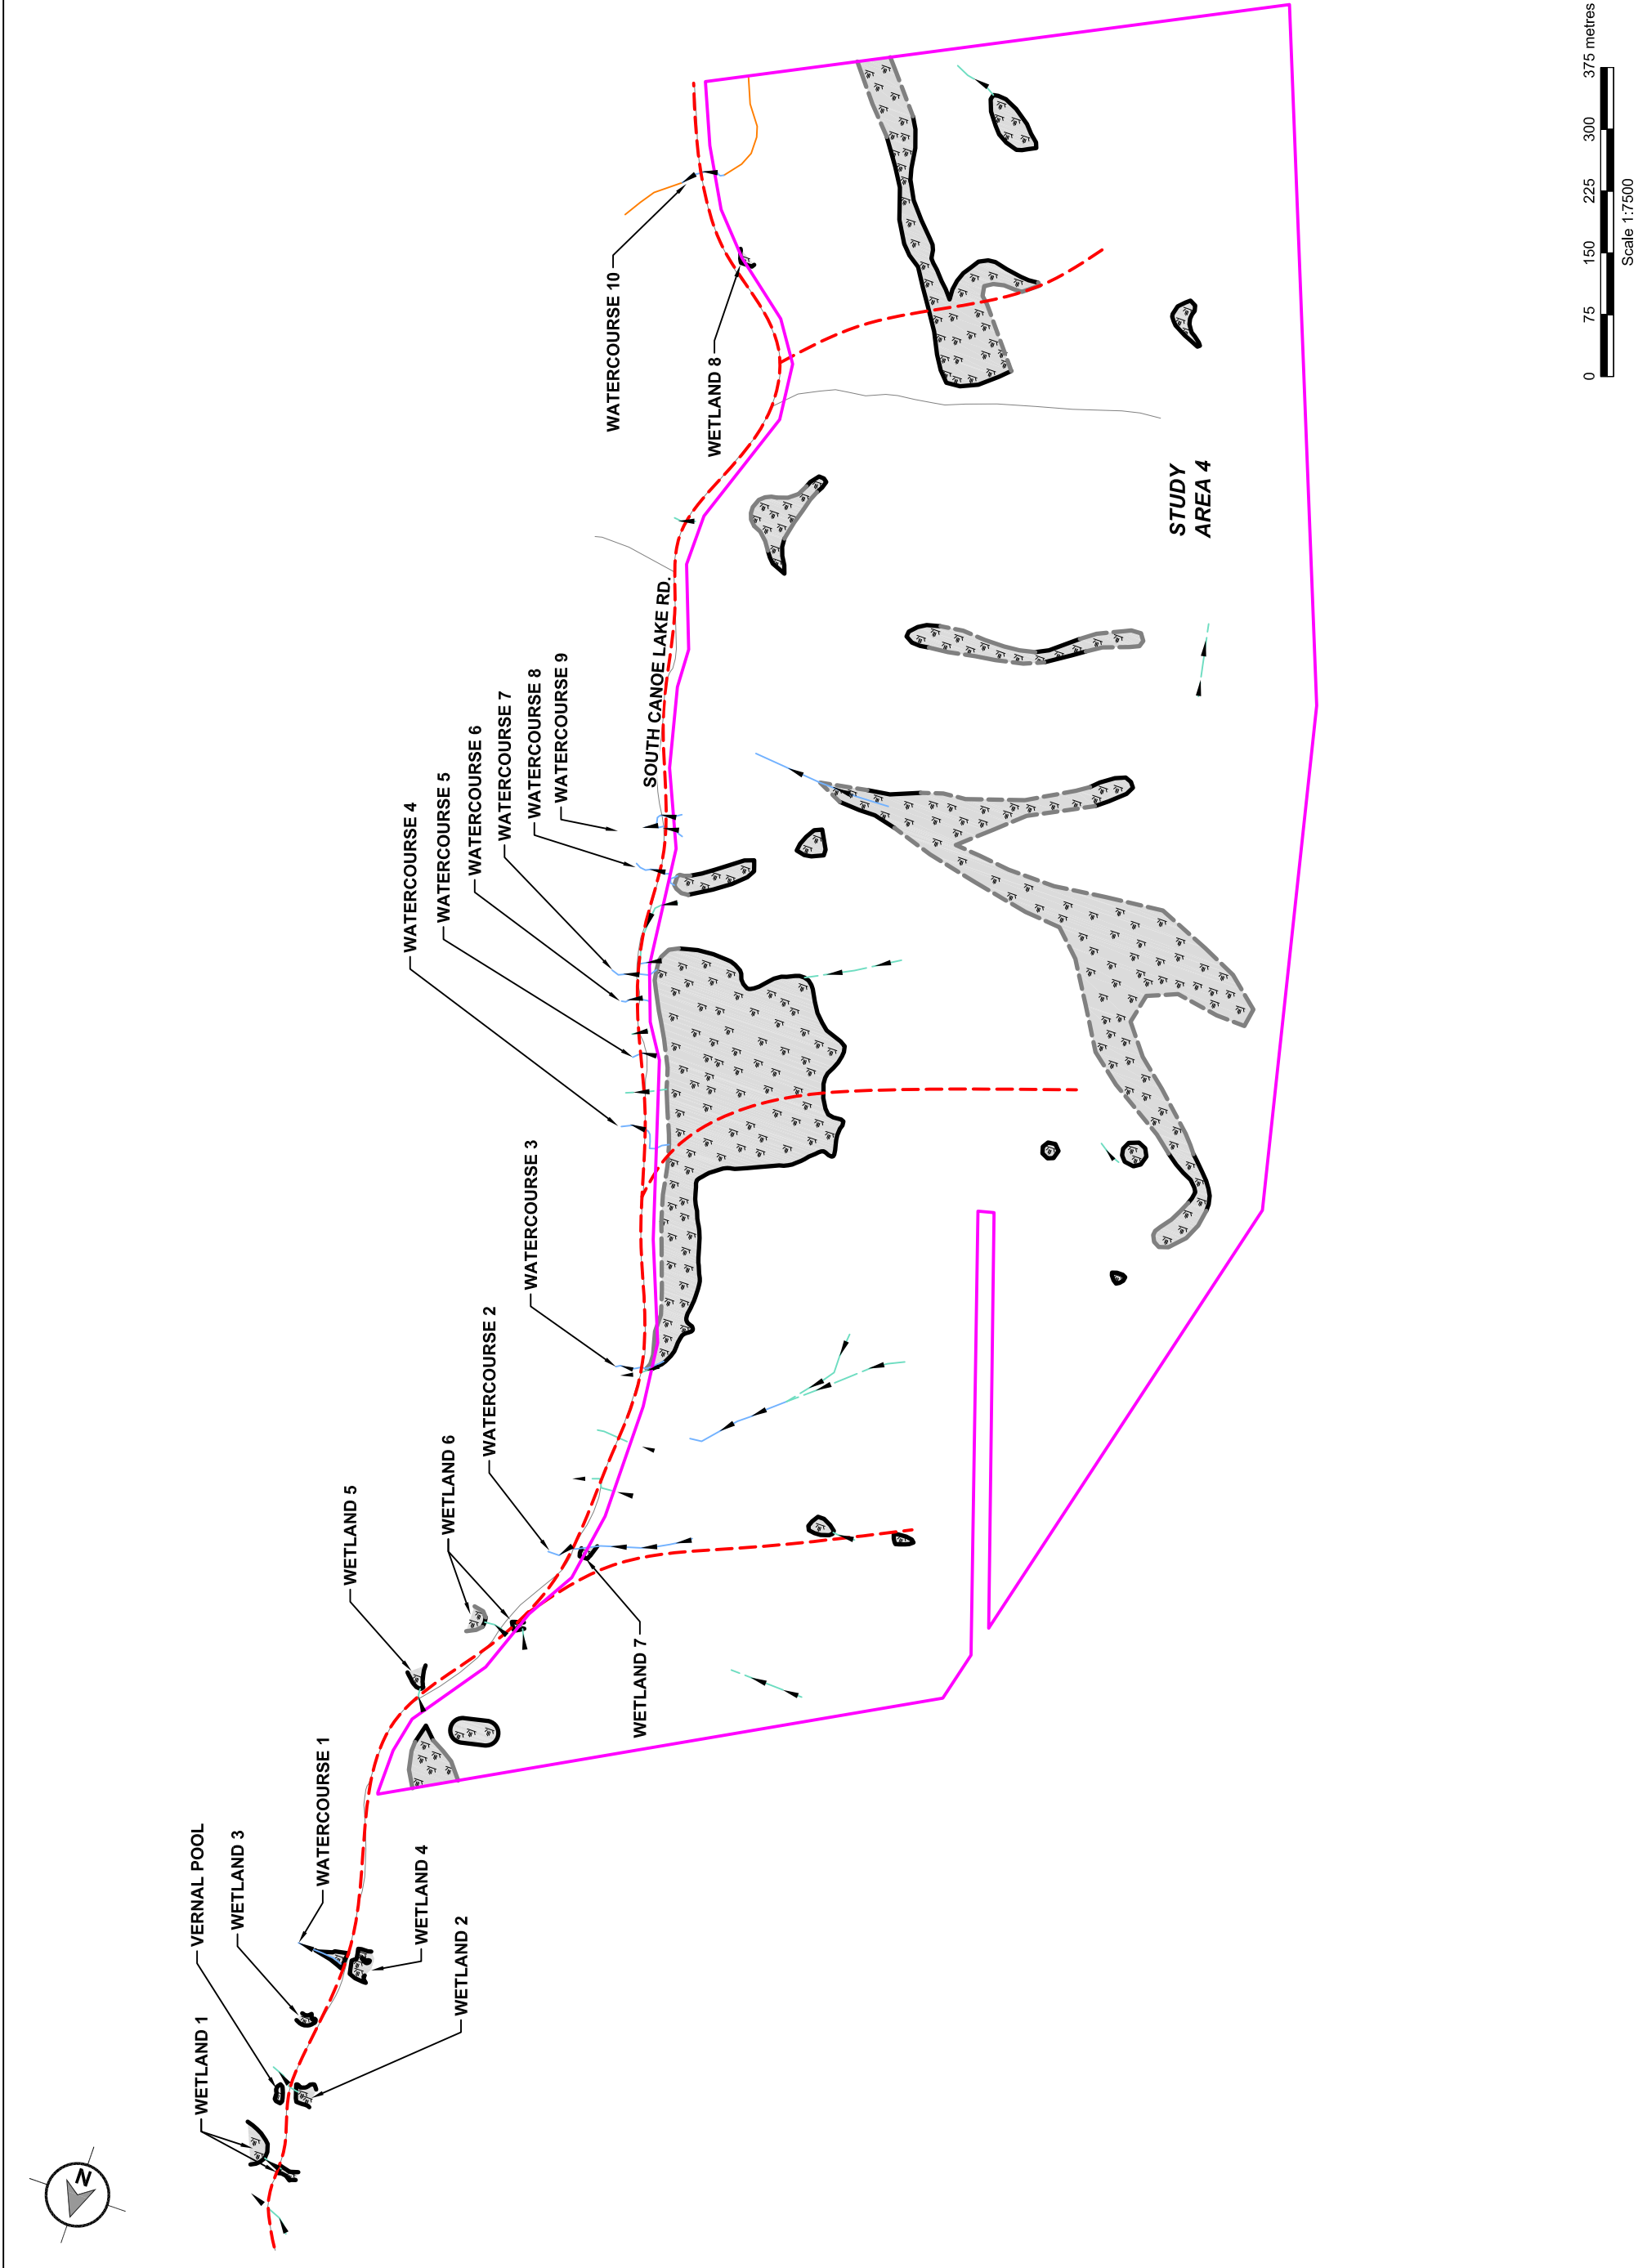 N
WETLAND 1
VERNAL POOL
WETLAND 3
WATERCOURSE 1
WETLAND 4
WETLAND 2
WETLAND 5
WETLAND 6
WATERCOURSE 2
WETLAND 7
WATERCOURSE 3
WATERCOURSE 4
WATERCOURSE 5
WATERCOURSE 6
WATERCOURSE 7
WATERCOURSE 8
WATERCOURSE 9
SOUTH CANOE LAKE RD.
WATERCOURSE 10
WETLAND 8
STUDY
AREA 4
0 75 150 225 300 375 metres
Scale 1:7500